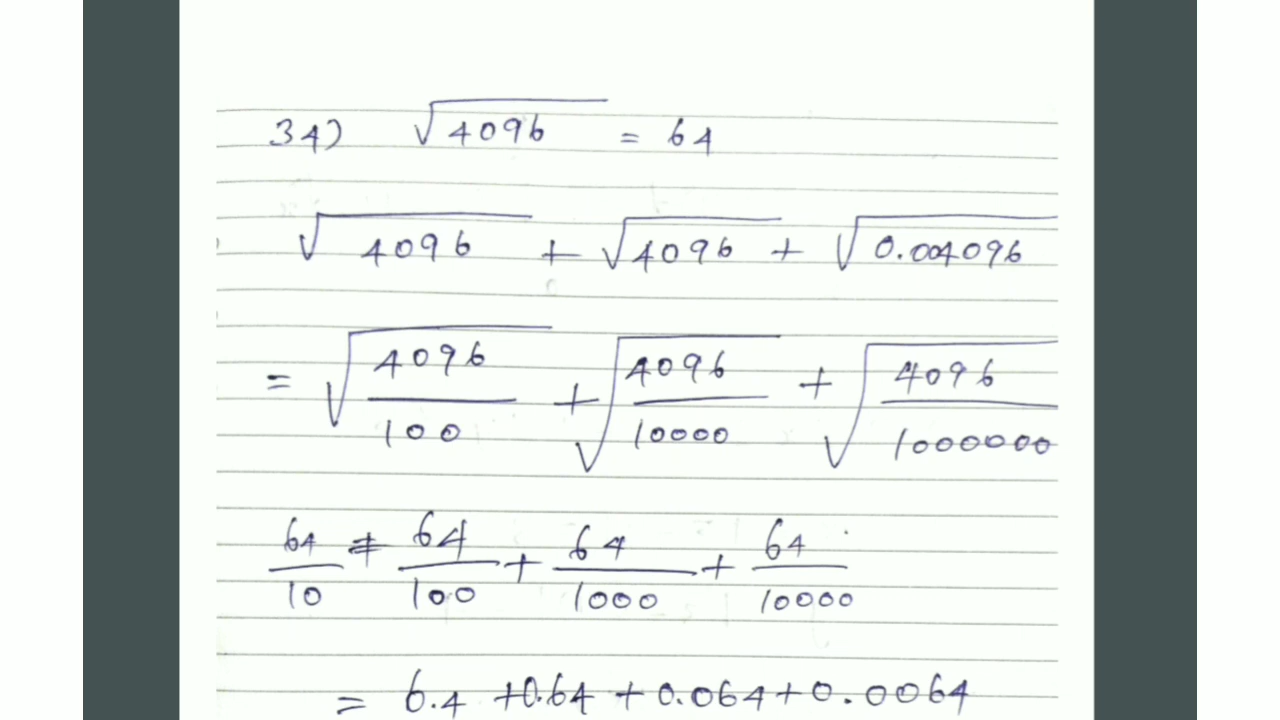 34) √4096 = 64
√4096 + √4096 + √0.004096
= √(4096/100) + √(4096/10000) + √(4096/1000000)
64/10 + 64/100 + 64/1000 + 64/10000
= 6.4 + 0.64 + 0.064 + 0.0064